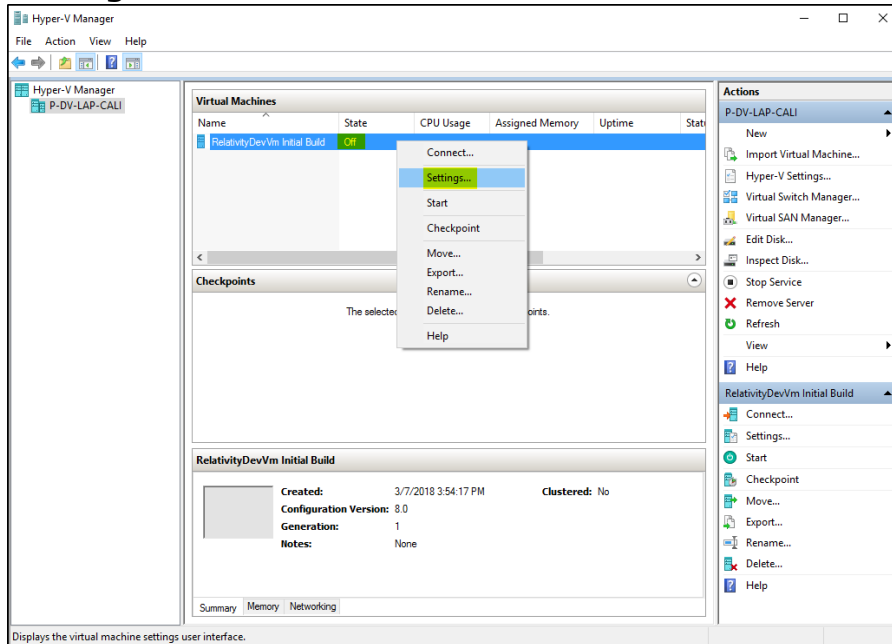 Hyper-V Manager
File Action View Help
Hyper-V Manager
P-DV-LAP-CALI
Virtual Machines
Name State CPU Usage Assigned Memory Uptime
RelativityDevVm Initial Build Off
Connect...
Settings...
Start
Checkpoint
Move...
Export...
Rename...
Delete...
Help
Checkpoints
The selected
RelativityDevVm Initial Build
Created: 3/7/2018 3:54:17 PM Clustered: No
Configuration Version: 8.0
Generation: 1
Notes: None
Summary Memory Networking
Actions
P-DV-LAP-CALI
New
Import Virtual Machine...
Hyper-V Settings...
Virtual Switch Manager...
Virtual SAN Manager...
Edit Disk...
Inspect Disk...
Stop Service
Remove Server
Refresh
View
Help
RelativityDevVm Initial Build
Connect...
Settings...
Start
Checkpoint
Move...
Export...
Rename...
Delete...
Help
Displays the virtual machine settings user interface.